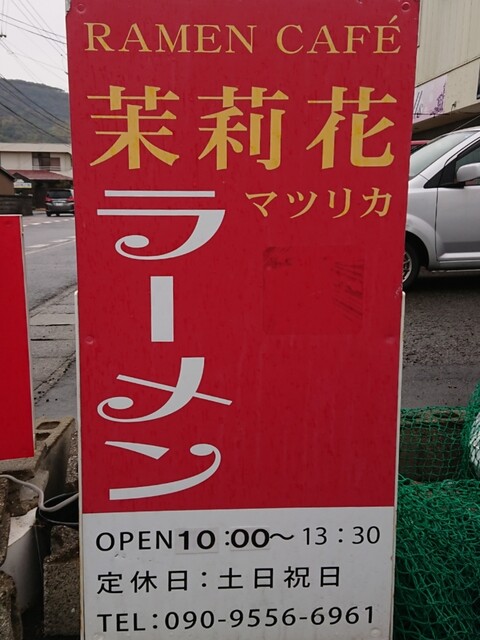 RAMEN CAFÉ
茉莉花
マツリカ
ラーメン
OPEN 10:00～13:30
定休日：土日祝日
TEL:090-9556-6961